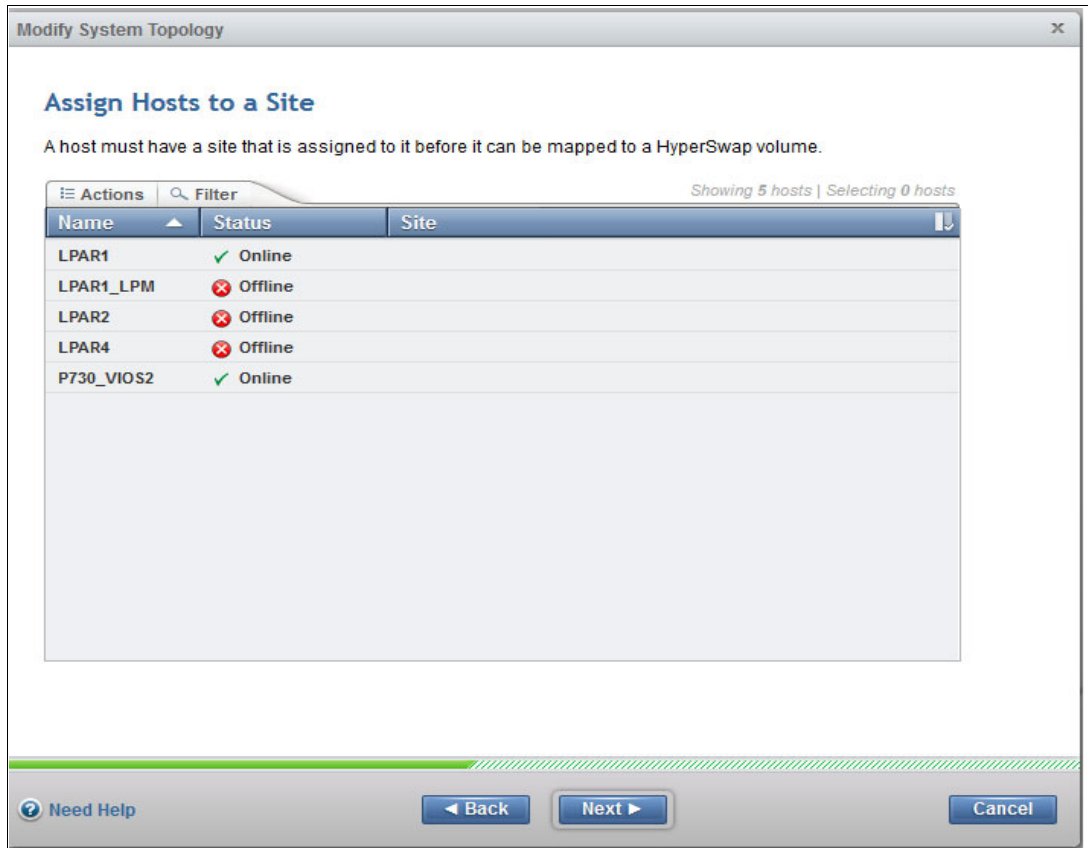 Modify System Topology x
Assign Hosts to a Site
A host must have a site that is assigned to it before it can be mapped to a HyperSwap volume.
Actions Filter Showing 5 hosts | Selecting 0 hosts
Name Status Site
LPAR1 Online
LPAR1_LPM Offline
LPAR2 Offline
LPAR4 Offline
P730_VIOS2 Online
? Need Help Back Next Cancel